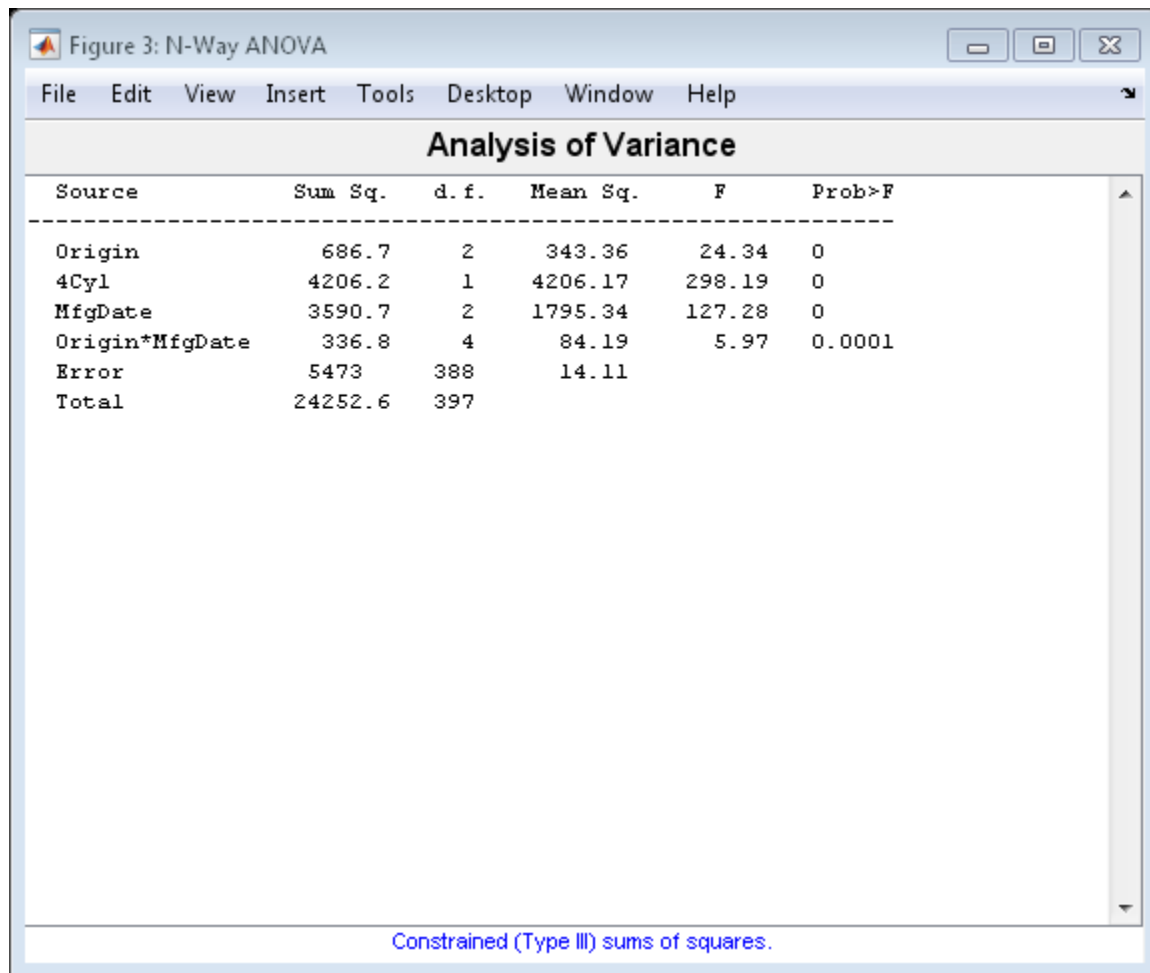 Figure 3: N-Way ANOVA
File Edit View Insert Tools Desktop Window Help
Analysis of Variance
Source Sum Sq. d.f. Mean Sq. F Prob>F
----------------------------------------------------------------
Origin 686.7 2 343.36 24.34 0
4Cyl 4206.2 1 4206.17 298.19 0
MfgDate 3590.7 2 1795.34 127.28 0
Origin*MfgDate 336.8 4 84.19 5.97 0.0001
Error 5473 388 14.11
Total 24252.6 397
Constrained (Type III) sums of squares.